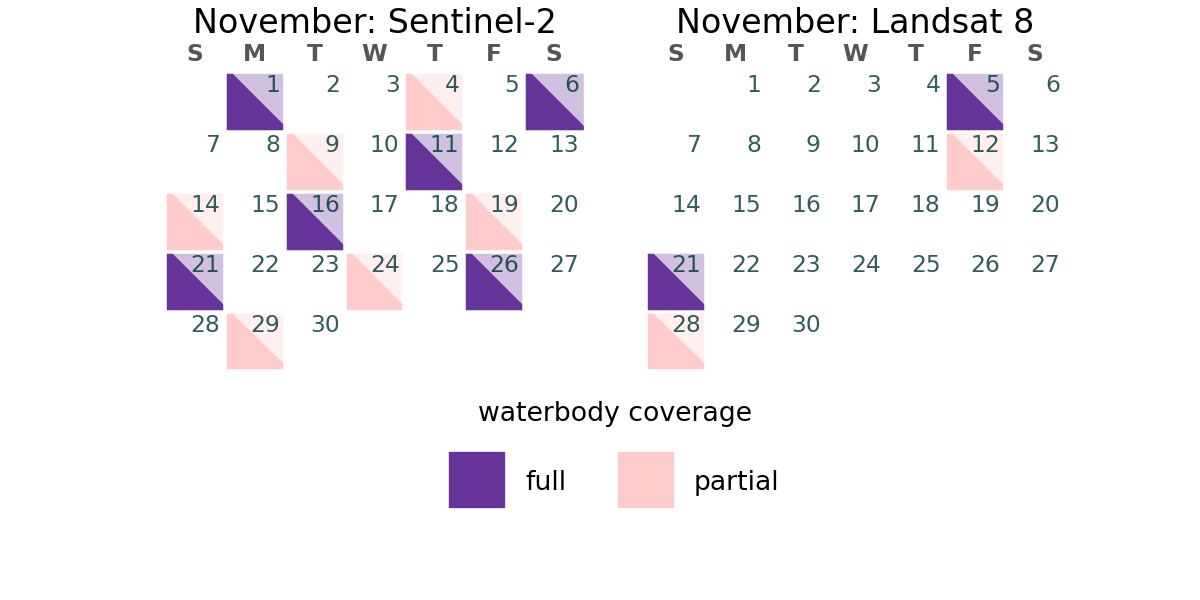 November: Sentinel-2
S M T W T F S
1 2 3 4 5 6
7 8 9 10 11 12 13
14 15 16 17 18 19 20
21 22 23 24 25 26 27
28 29 30
November: Landsat 8
S M T W T F S
1 2 3 4 5 6
7 8 9 10 11 12 13
14 15 16 17 18 19 20
21 22 23 24 25 26 27
28 29 30
waterbody coverage
full partial